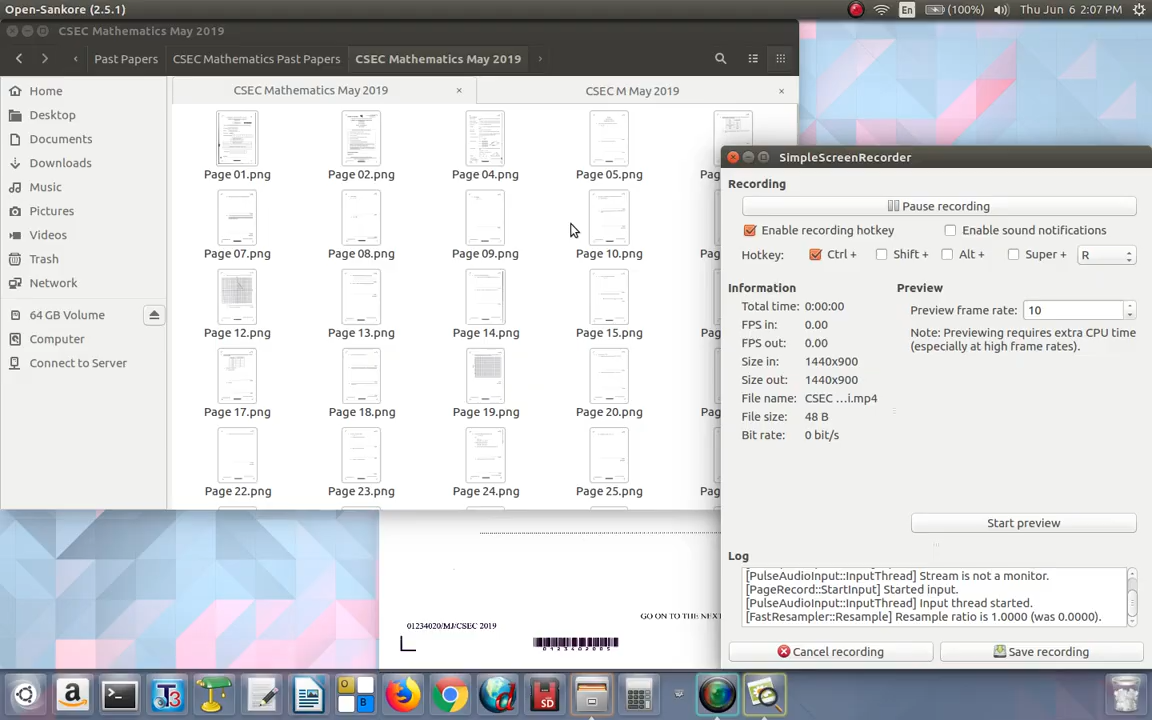 Open-Sankore (2.5.1)
En
(100%)
Thu Jun 6 2:07 PM
CSEC Mathematics May 2019
Past Papers
CSEC Mathematics Past Papers
CSEC Mathematics May 2019
CSEC Mathematics May 2019
CSEC M May 2019
Home
Desktop
Documents
Downloads
Music
Pictures
Videos
Trash
Network
64 GB Volume
Computer
Connect to Server
Page 01.png
Page 02.png
Page 04.png
Page 05.png
Page 07.png
Page 08.png
Page 09.png
Page 10.png
Page 12.png
Page 13.png
Page 14.png
Page 15.png
Page 17.png
Page 18.png
Page 19.png
Page 20.png
Pag
Page 22.png
Page 23.png
Page 24.png
Page 25.png
Pag
SimpleScreenRecorder
Recording
Pause recording
Enable recording hotkey
Enable sound notifications
Hotkey:
Ctrl +
Shift +
Alt +
Super +
R
Information
Total time: 0:00:00
FPS in: 0.00
FPS out: 0.00
Size in: 1440x900
Size out: 1440x900
File name: CSEC ...i.mp4
File size: 48 B
Bit rate: 0 bit/s
Preview
Preview frame rate: 10
Note: Previewing requires extra CPU time
(especially at high frame rates).
Start preview
Log
[PulseAudioInput::InputThread] Stream is not a monitor.
[PageRecord::StartInput] Started input.
[PulseAudioInput::InputThread] Input thread started.
[FastResampler::Resample] Resample ratio is 1.0000 (was 0.0000).
Cancel recording
Save recording
GO ON TO THE NEXT
01234020/MJ/CSEC 2019